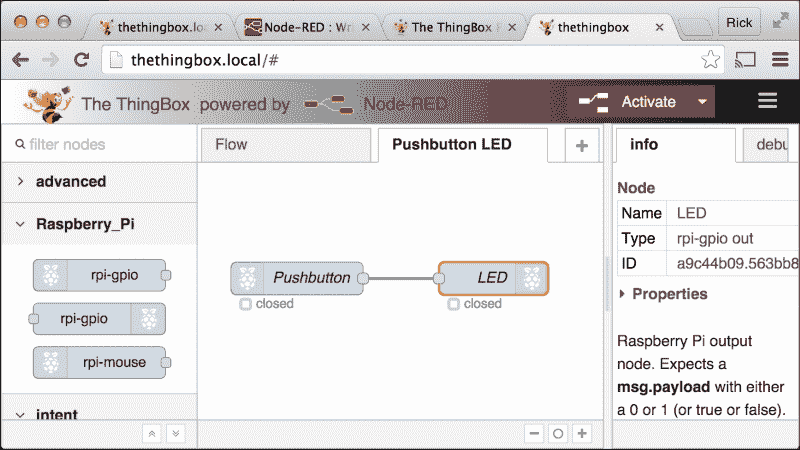 thethingbox.lo
Node-RED : Wri
The ThingBox P
thethingbox
Rick
thethingbox.local/#
The ThingBox powered by Node-RED
Activate
filter nodes
advanced
Raspberry_Pi
rpi-gpio
rpi-gpio
rpi-mouse
intent
Flow
Pushbutton LED
Pushbutton
closed
LED
closed
info
debu
Node
Name LED
Type rpi-gpio out
ID a9c44b09.563bb8
Properties
Raspberry Pi output
node. Expects a
msg.payload with either
a 0 or 1 (or true or false).